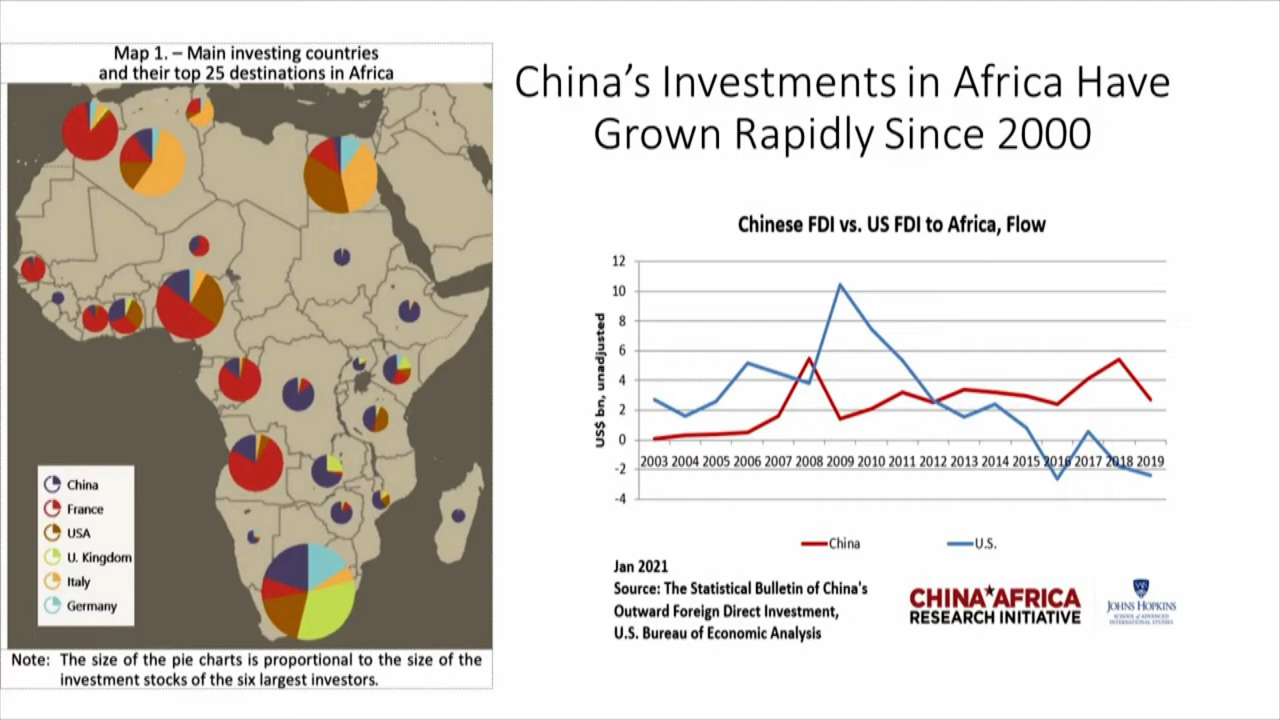 Map 1. – Main investing countries
and their top 25 destinations in Africa
China
France
USA
U. Kingdom
Italy
Germany
Note: The size of the pie charts is proportional to the size of the
investment stocks of the six largest investors.
China's Investments in Africa Have
Grown Rapidly Since 2000
Chinese FDI vs. US FDI to Africa, Flow
US$ bn, unadjusted
12
10
8
6
4
2
0
-2
-4
2003 2004 2005 2006 2007 2008 2009 2010 2011 2012 2013 2014 2015 2016 2017 2018 2019
China U.S.
Jan 2021
Source: The Statistical Bulletin of China's
Outward Foreign Direct Investment,
U.S. Bureau of Economic Analysis
CHINA AFRICA
RESEARCH INITIATIVE
JOHNS HOPKINS
SCHOOL of ADVANCED
INTERNATIONAL STUDIES